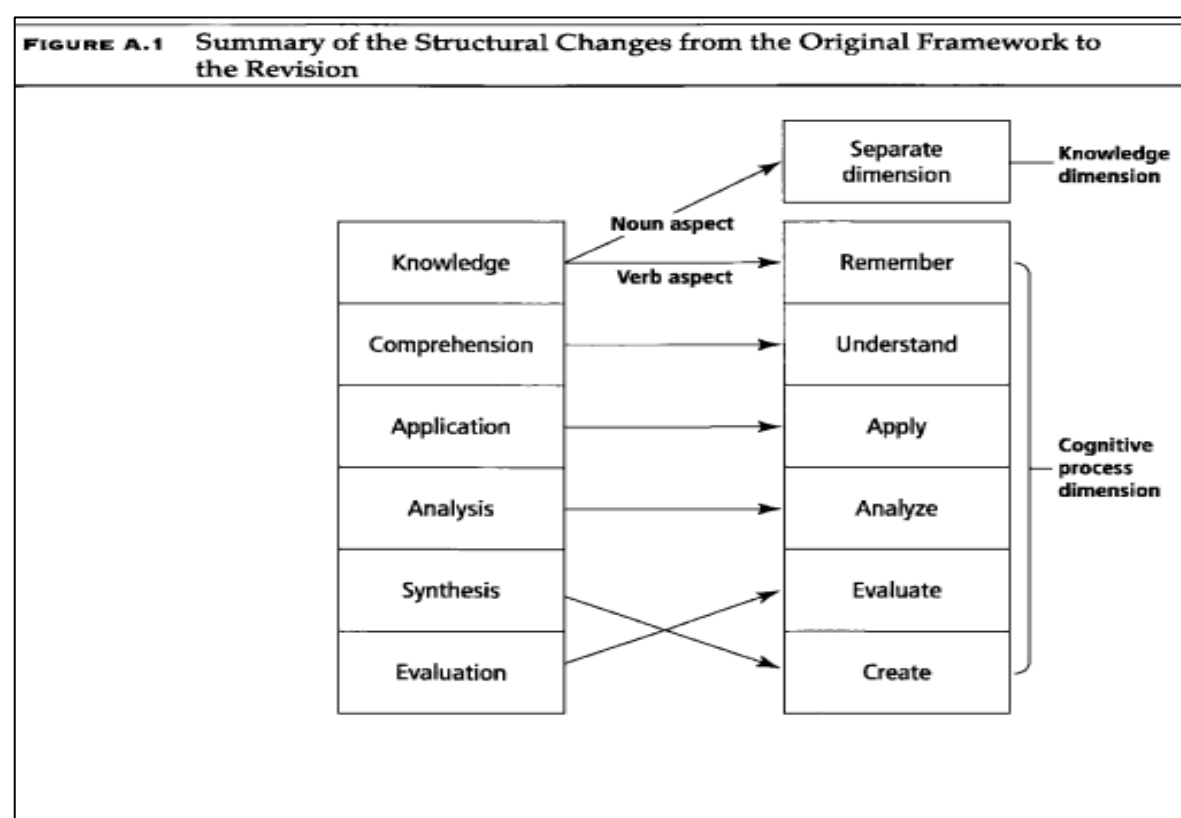 FIGURE A.1 Summary of the Structural Changes from the Original Framework to
the Revision
Separate
dimension
Knowledge
dimension
Noun aspect
Knowledge
Verb aspect
Remember
Comprehension
Understand
Application
Apply
Cognitive
process
dimension
Analysis
Analyze
Synthesis
Evaluate
Evaluation
Create